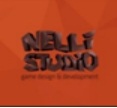 NELLI
STUDIO
game design & development